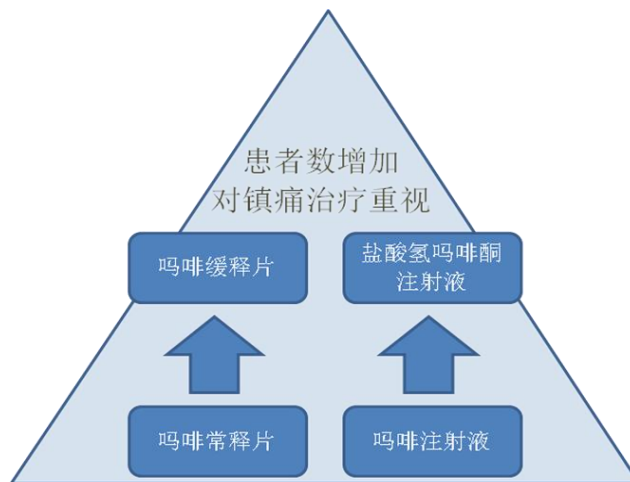 患者数增加
对镇痛治疗重视
吗啡缓释片
盐酸氢吗啡酮
注射液
吗啡常释片
吗啡注射液